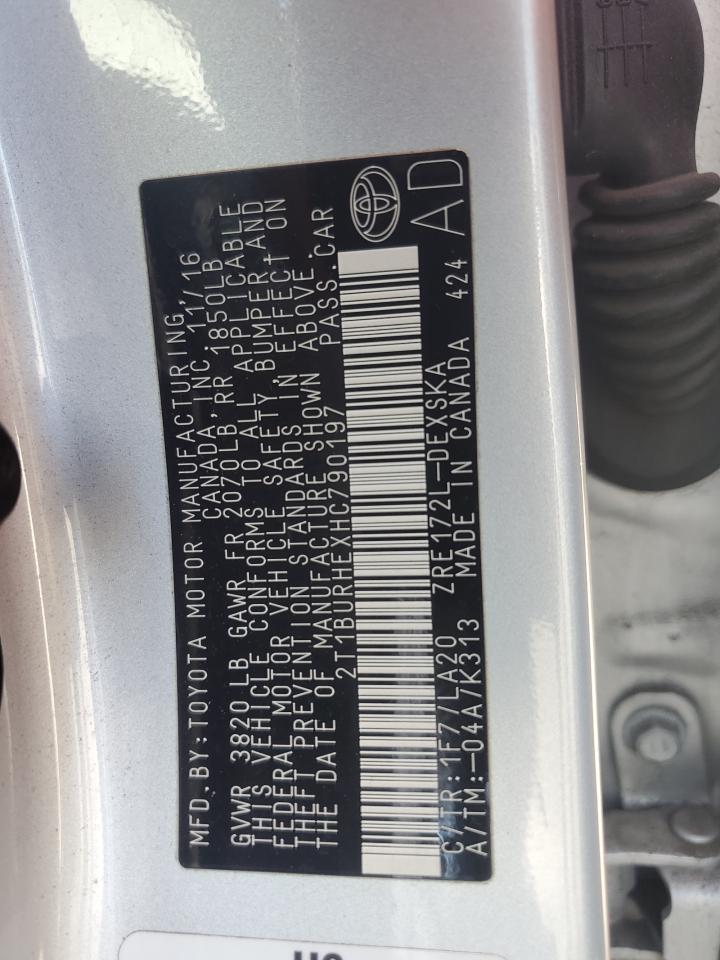 MFD.BY:TOYOTA MOTOR MANUFACTURING,
CANADA,INC. 11/16
GVWR 3820LB GAWR FR 2070LB,RR 1850LB
THIS VEHICLE CONFORMS TO ALL APPLICABLE
FEDERAL MOTOR VEHICLE SAFETY,BUMPER,AND
THEFT PREVENTION STANDARDS IN EFFECT ON
THE DATE OF MANUFACTURE SHOWN ABOVE.
2T1BURHEXHC790197 PASS.CAR
C/TR:1F7/LA20 ZRE172L-DEXSKA
A/TM:-04A/K313 MADE IN CANADA 424
AD